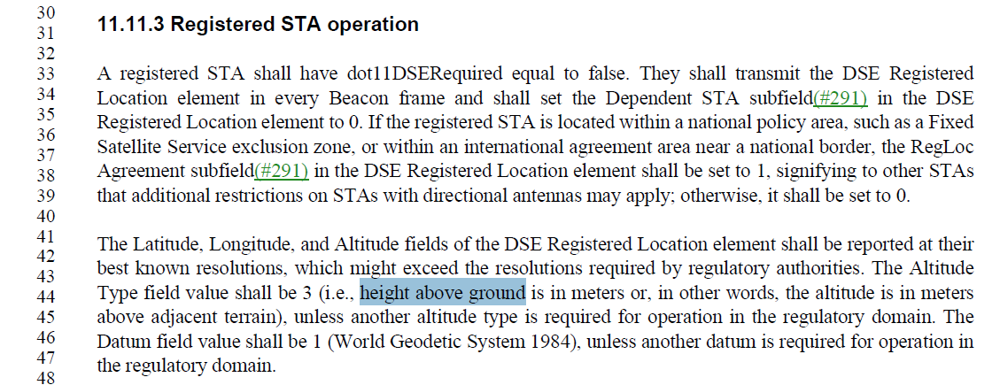 30
31
32
33
34
35
36
37
38
39
40
41
42
43
44
45
46
47
48
11.11.3 Registered STA operation
A registered STA shall have dot11DSERequired equal to false. They shall transmit the DSE Registered
Location element in every Beacon frame and shall set the Dependent STA subfield(#291) in the DSE
Registered Location element to 0. If the registered STA is located within a national policy area, such as a Fixed
Satellite Service exclusion zone, or within an international agreement area near a national border, the RegLoc
Agreement subfield(#291) in the DSE Registered Location element shall be set to 1, signifying to other STAs
that additional restrictions on STAs with directional antennas may apply; otherwise, it shall be set to 0.
The Latitude, Longitude, and Altitude fields of the DSE Registered Location element shall be reported at their
best known resolutions, which might exceed the resolutions required by regulatory authorities. The Altitude
Type field value shall be 3 (i.e., height above ground is in meters or, in other words, the altitude is in meters
above adjacent terrain), unless another altitude type is required for operation in the regulatory domain. The
Datum field value shall be 1 (World Geodetic System 1984), unless another datum is required for operation in
the regulatory domain.